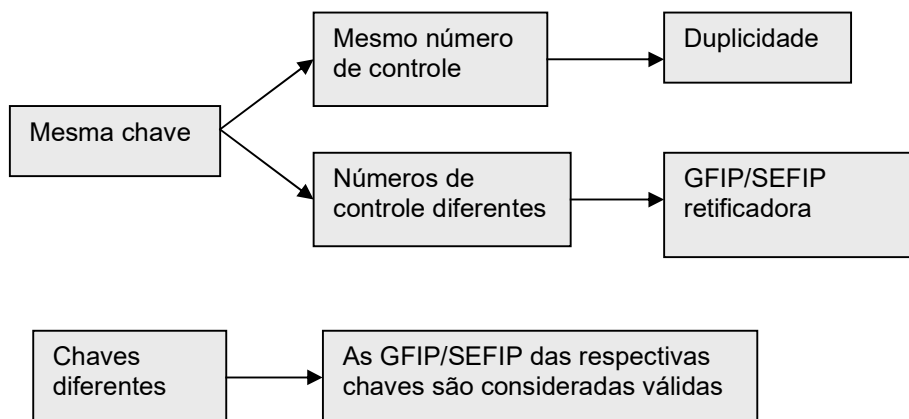 Mesmo número
de controle
Duplicidade
Mesma chave
Números de
controle diferentes
GFIP/SEFIP
retificadora
Chaves
diferentes
As GFIP/SEFIP das respectivas
chaves são consideradas válidas